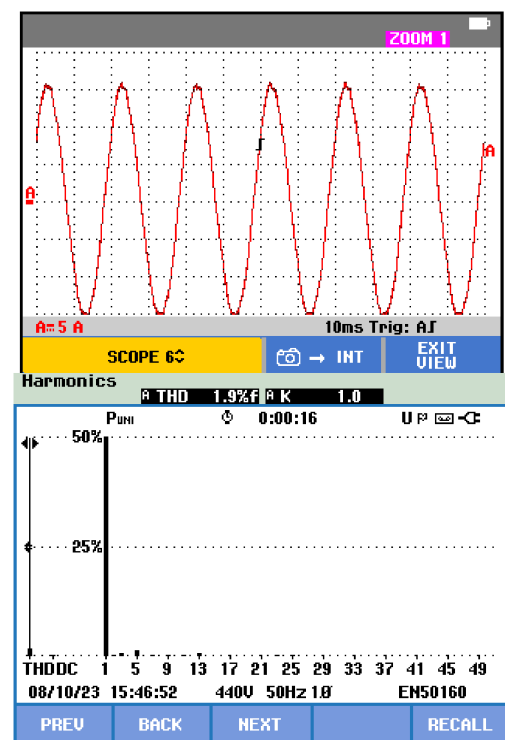 ZOOM 1
A
A
A= 5 A 10ms Trig: A
SCOPE 6 → INT EXIT VIEW
Harmonics
A THD 1.9%f A K 1.0
PUNI 0:00:16 U
50%
25%
THDDC 1 5 9 13 17 21 25 29 33 37 41 45 49
08/10/23 15:46:52 440V 50Hz 1Ø EN50160
PREV BACK NEXT RECALL